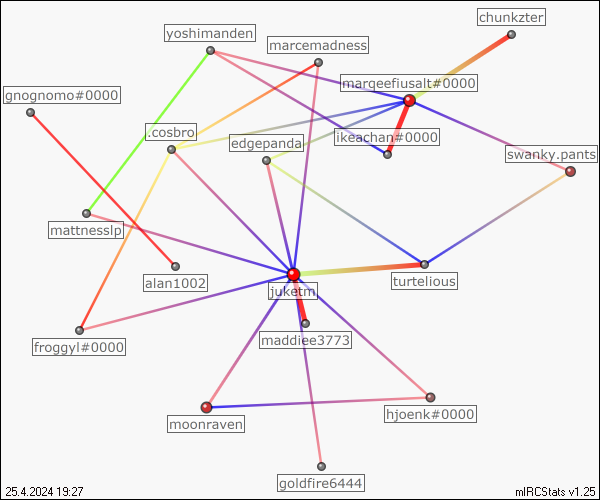 chunkzter
yoshimanden
marcemadness
marqeefiusalt#0000
gnognomo#0000
.cosbro
edgepanda
ikeachan#0000
swanky.pants
mattnesslp
alan1002
juketm
turtelious
froggyl#0000
maddiee3773
moonraven
hjoenk#0000
goldfire6444
25.4.2024 19:27
mIRCStats v1.25